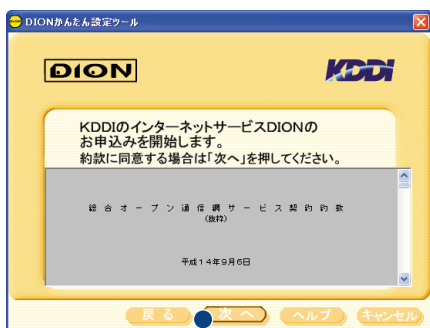 DIONかんたん設定ツール
DION
KDDI
KDDIのインターネットサービスDIONの
お申込みを開始します。
約款に同意する場合は「次へ」を押してください。
総合オープン通信網サービス契約約款
(抜粋)
平成14年9月6日
戻る 次へ ヘルプ キャンセル